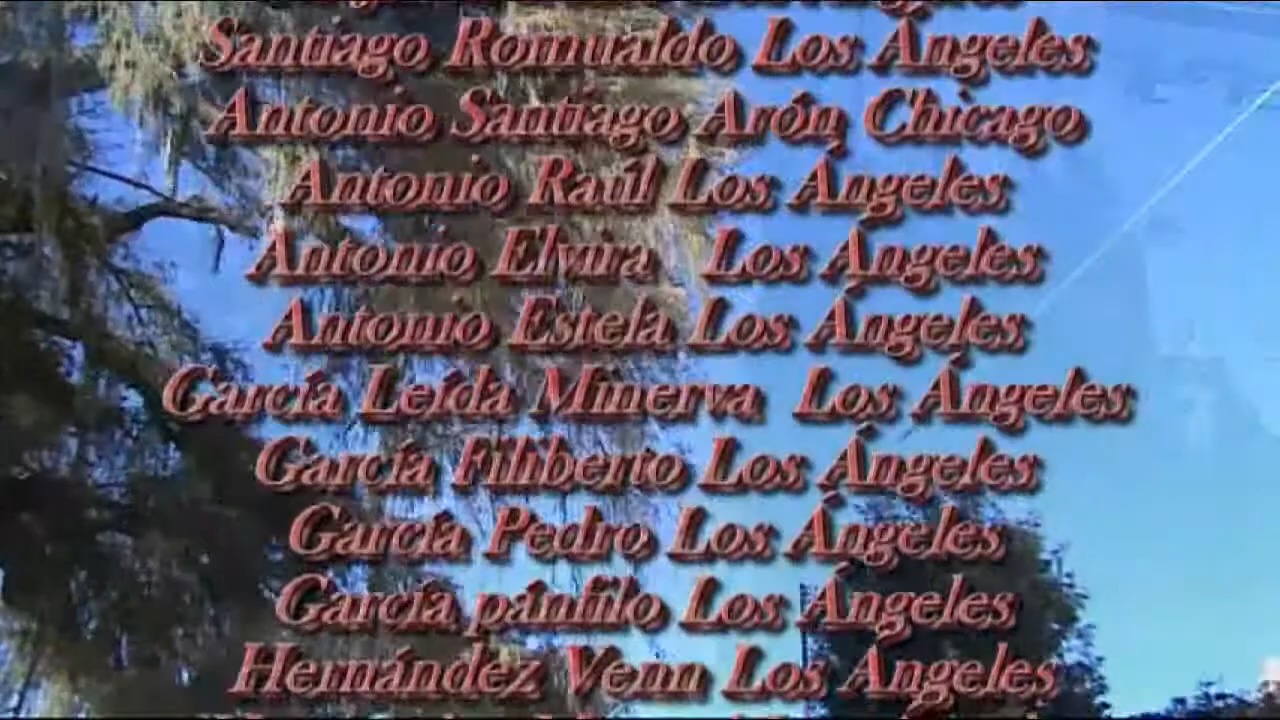 Santiago Romualdo Los Ángeles
Antonio Santiago Arón Chicago
Antonio Raúl Los Ángeles
Antonio Elvira Los Ángeles
Antonio Estela Los Ángeles
García Leída Minerva Los Ángeles
García Filiberto Los Ángeles
García Pedro Los Ángeles
García pánfilo Los Ángeles
Hernández Venn Los Ángeles